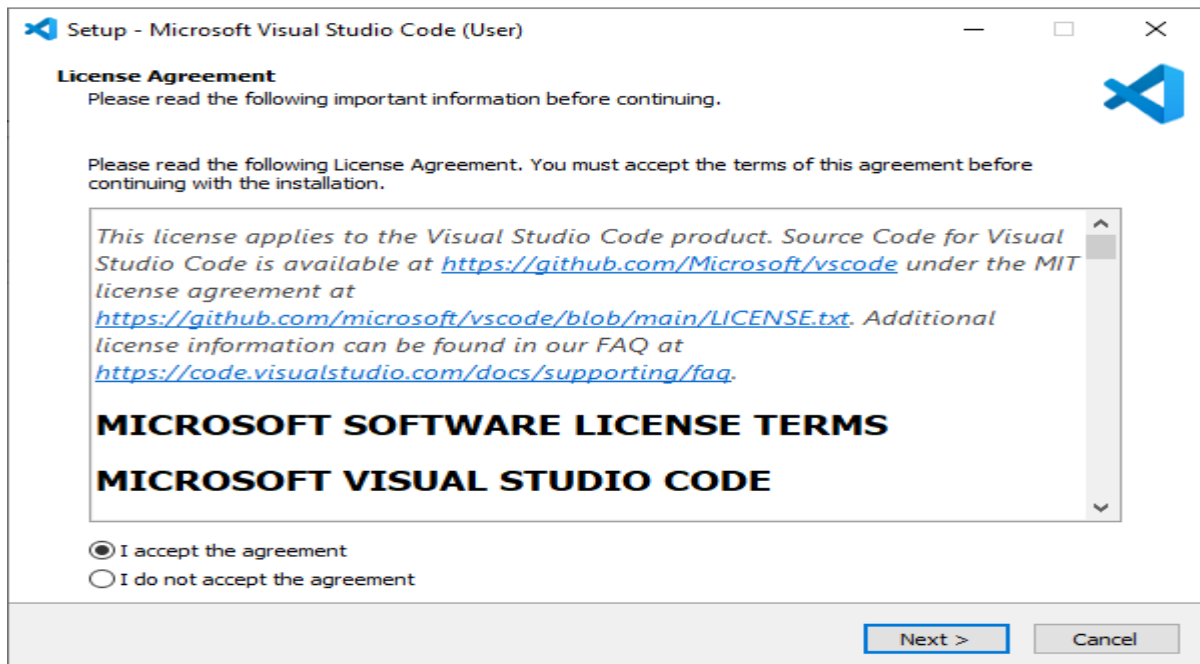 Setup - Microsoft Visual Studio Code (User)
License Agreement
Please read the following important information before continuing.
Please read the following License Agreement. You must accept the terms of this agreement before
continuing with the installation.
This license applies to the Visual Studio Code product. Source Code for Visual
Studio Code is available at https://github.com/Microsoft/vscode under the MIT
license agreement at
https://github.com/microsoft/vscode/blob/main/LICENSE.txt. Additional
license information can be found in our FAQ at
https://code.visualstudio.com/docs/supporting/faq.
MICROSOFT SOFTWARE LICENSE TERMS
MICROSOFT VISUAL STUDIO CODE
I accept the agreement
I do not accept the agreement
Next >
Cancel